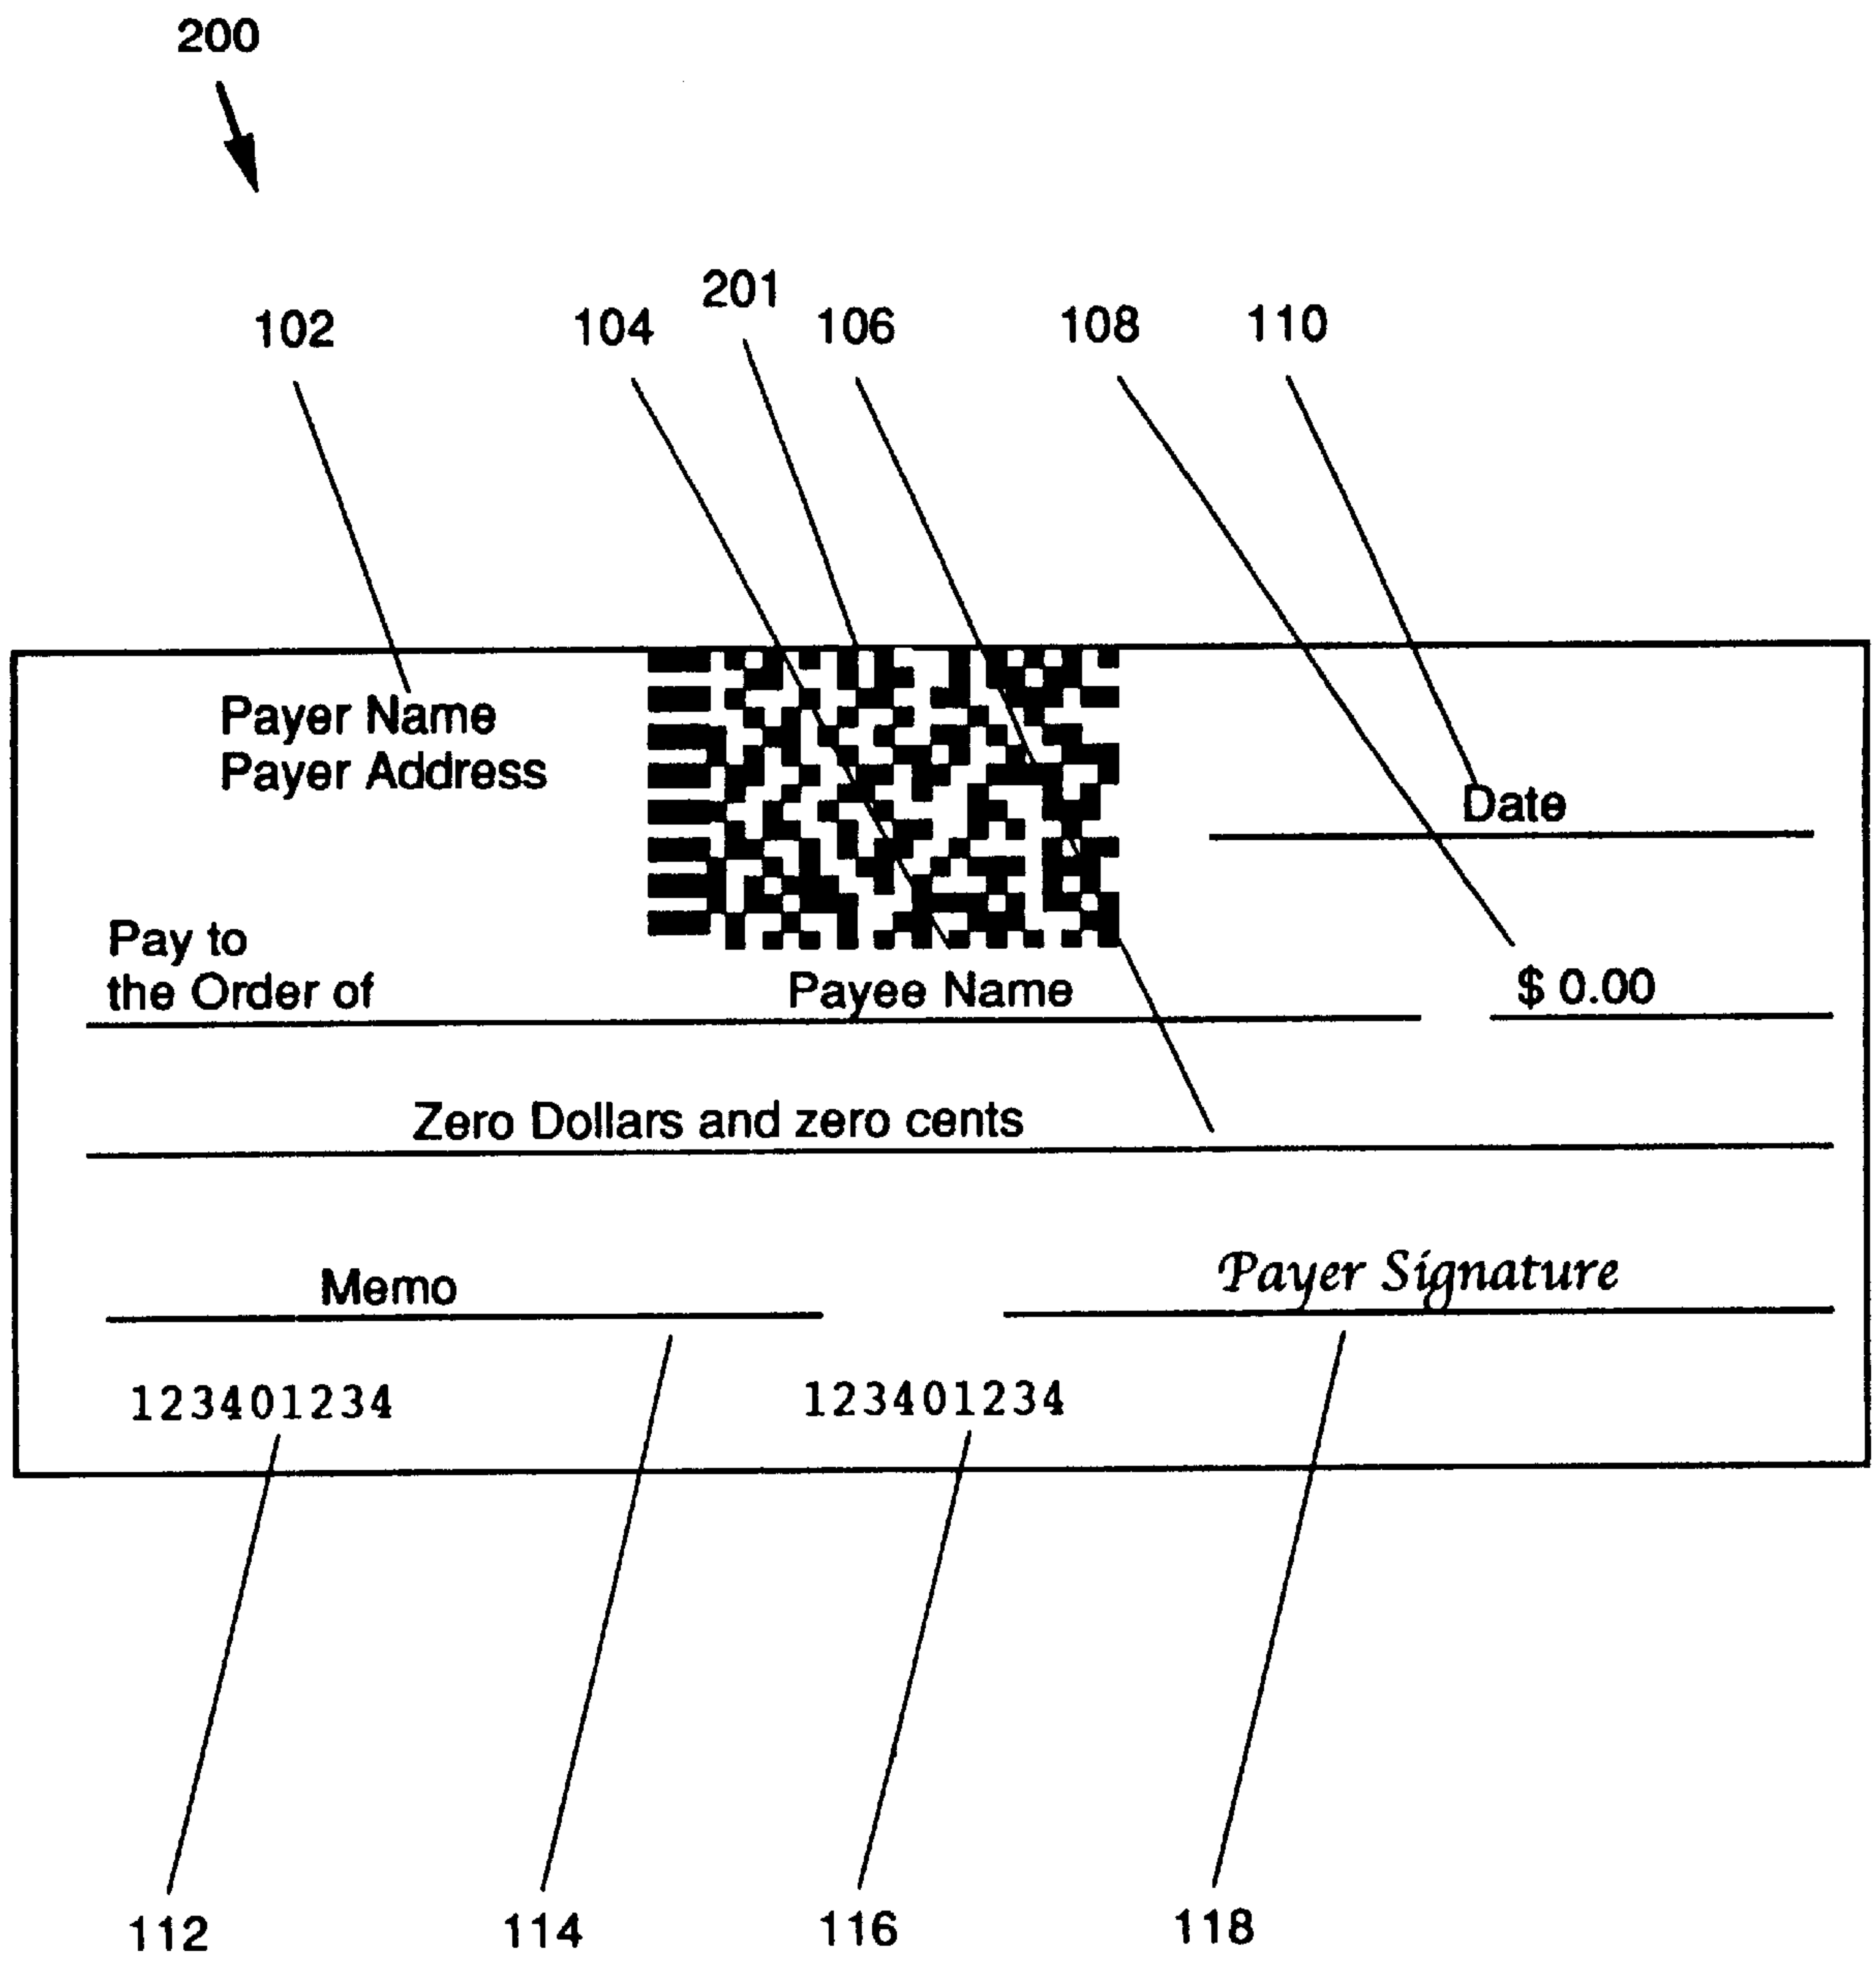 200
201
102 104 106 108 110
Payer Name
Payer Address
Date
Pay to
the Order of Payee Name $ 0.00
Zero Dollars and zero cents
Memo Payer Signature
123401234 123401234
112 114 116 118